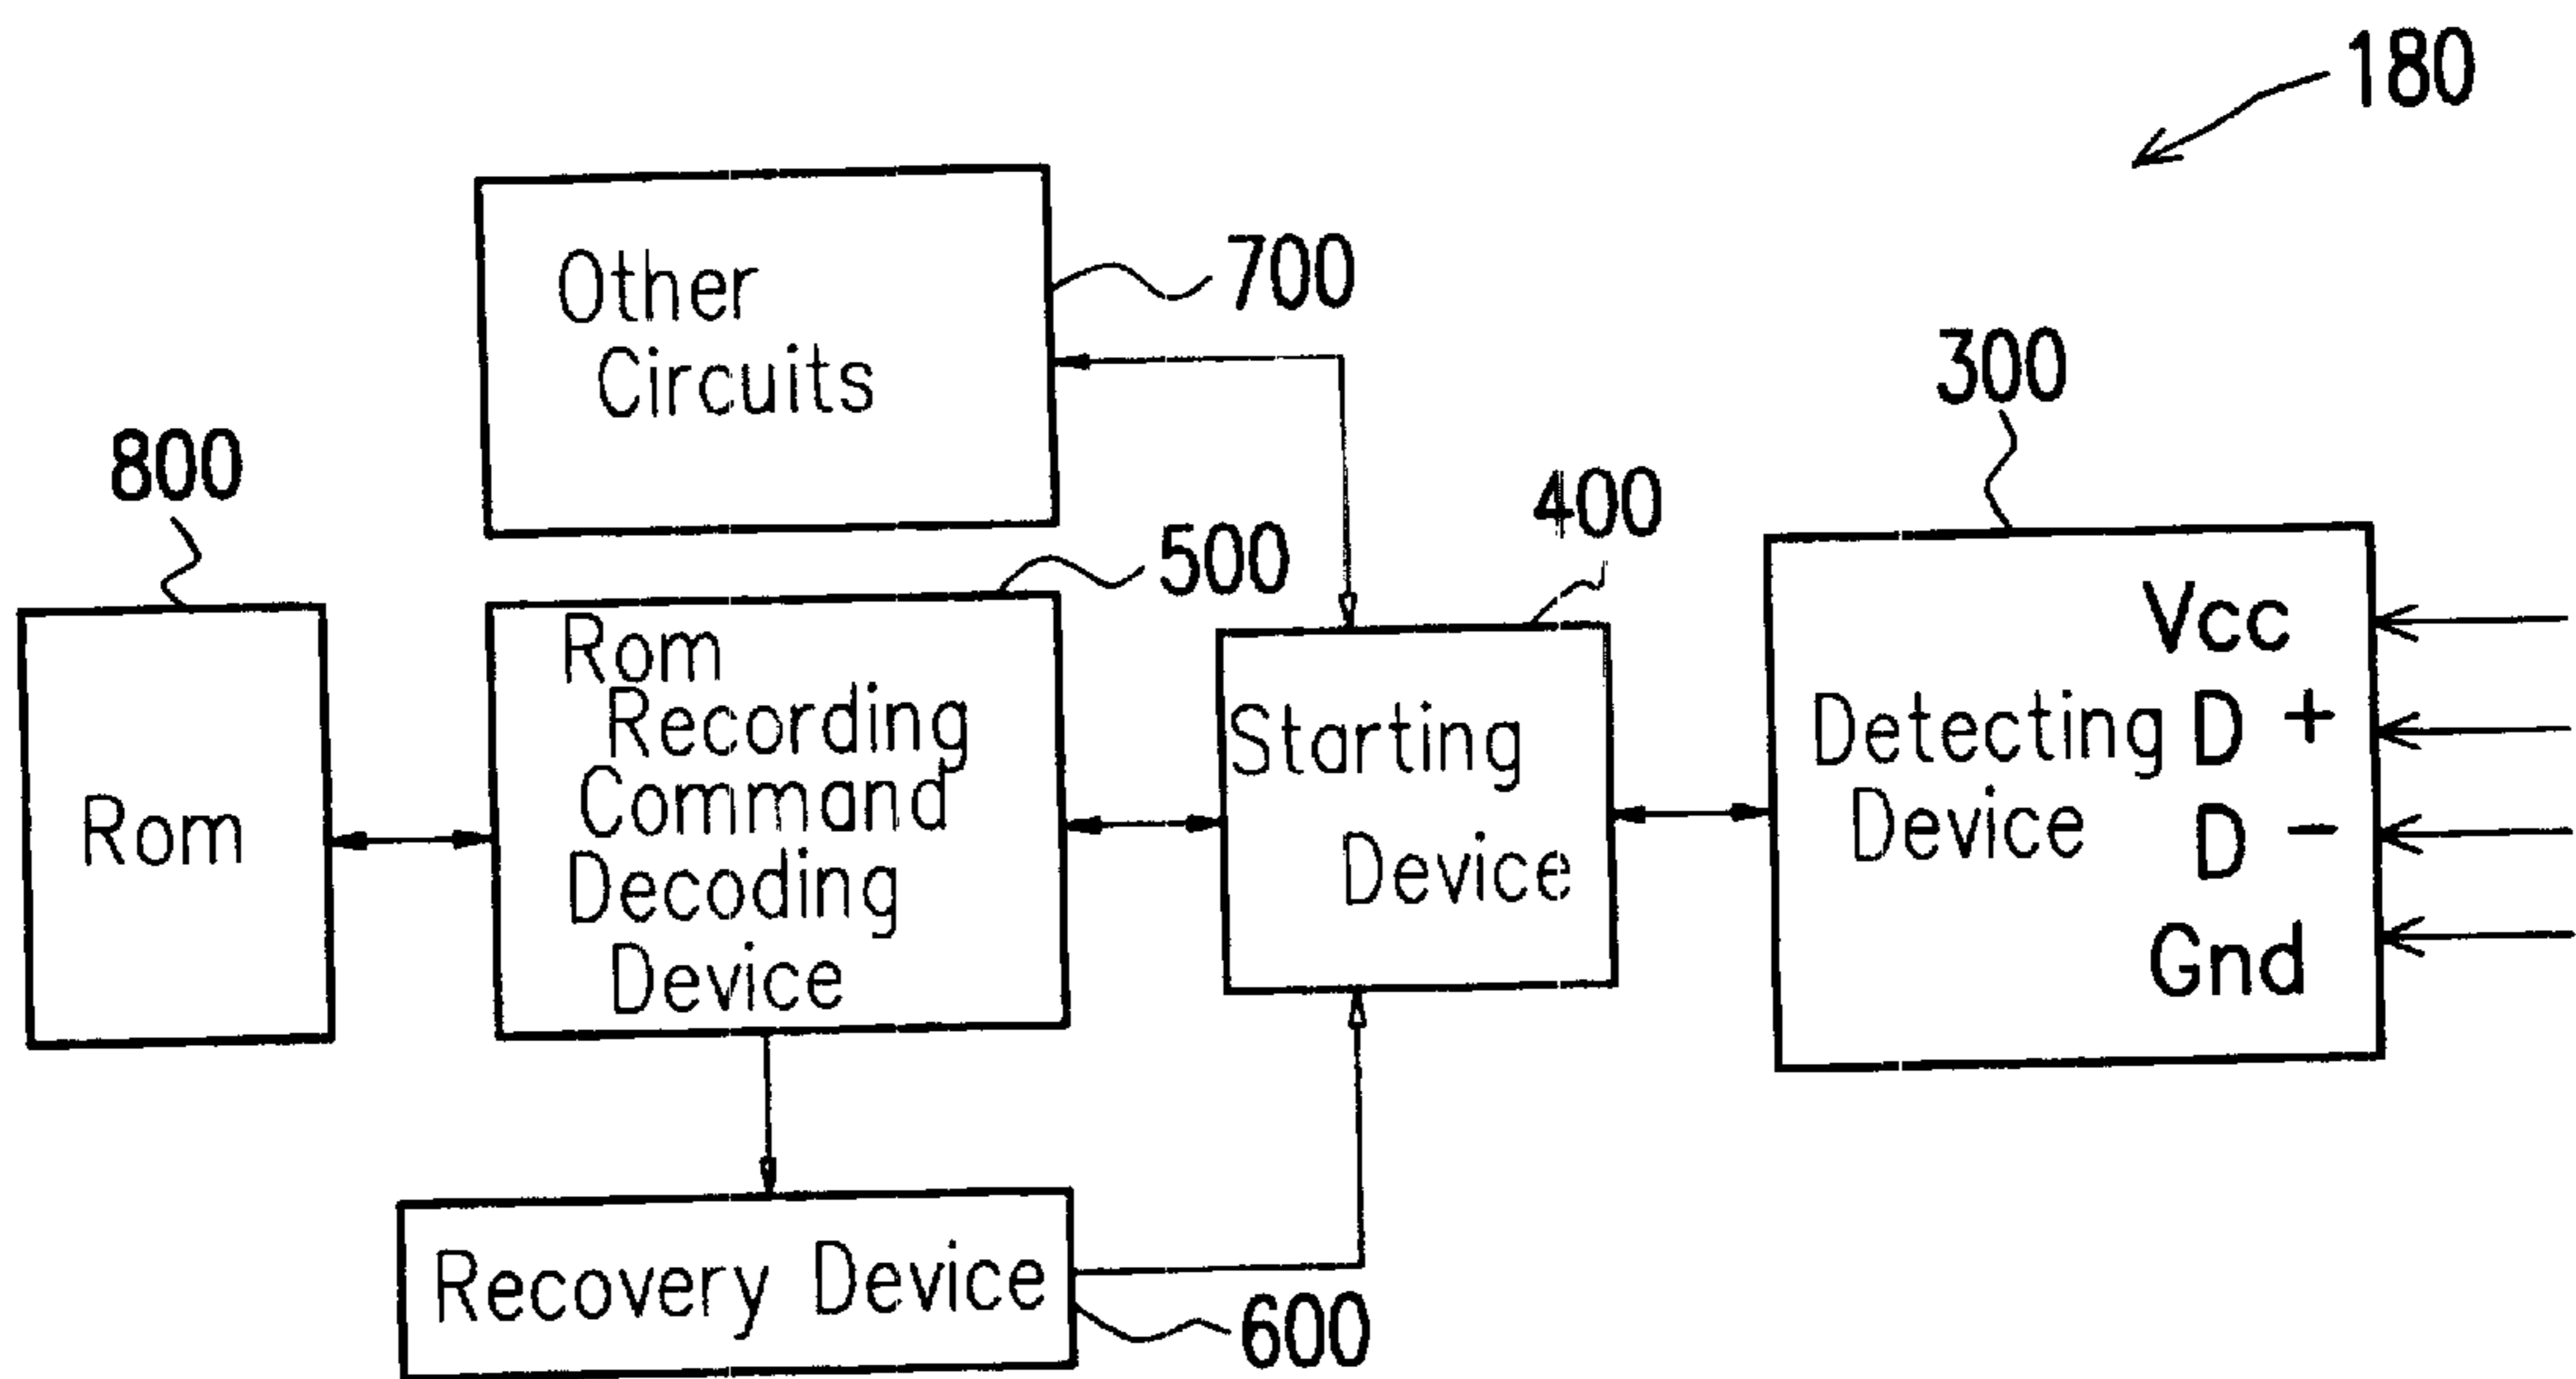 180
Other
Circuits
700
300
800
500
400
Rom
Rom
Recording
Command
Decoding
Device
Starting
Device
Detecting
Device
Vcc
D +
D −
Gnd
Recovery Device
600